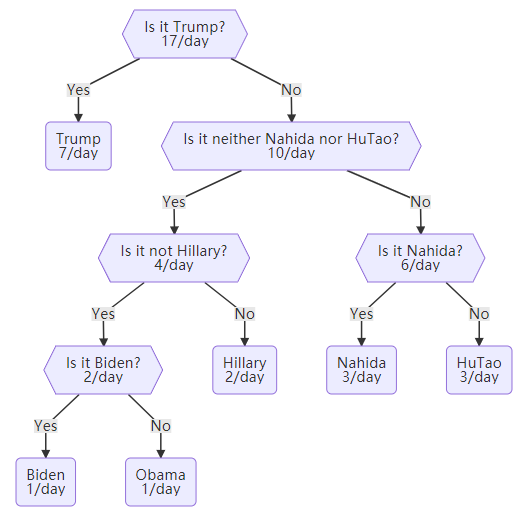 Is it Trump?
17/day
Yes
No
Trump
7/day
Is it neither Nahida nor HuTao?
10/day
Yes
No
Is it not Hillary?
4/day
Is it Nahida?
6/day
Yes
No
Yes
No
Is it Biden?
2/day
Hillary
2/day
Nahida
3/day
HuTao
3/day
Yes
No
Biden
1/day
Obama
1/day